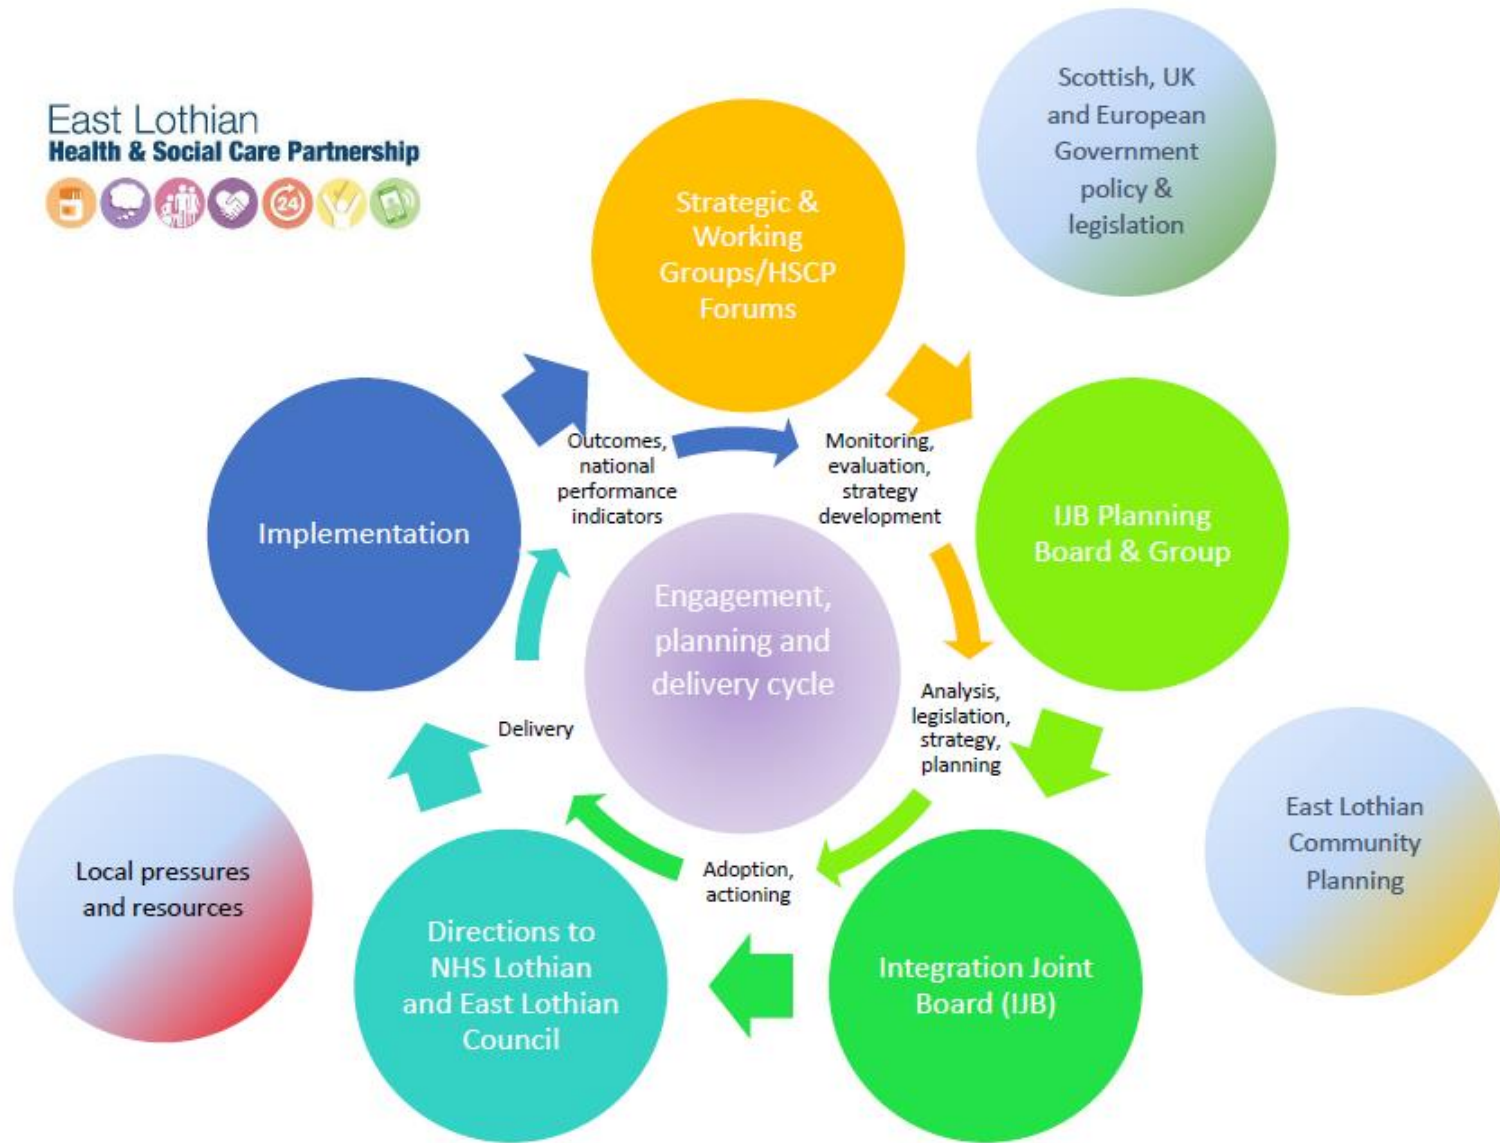 East Lothian
Health & Social Care Partnership
24
Scottish, UK
and European
Government
policy &
legislation
Strategic &
Working
Groups/HSCP
Forums
Implementation
Outcomes,
national
performance
indicators
Monitoring,
evaluation,
strategy
development
IJB Planning
Board & Group
Engagement,
planning and
delivery cycle
Analysis,
legislation,
strategy,
planning
Delivery
Local pressures
and resources
Adoption,
actioning
East Lothian
Community
Planning
Directions to
NHS Lothian
and East Lothian
Council
Integration Joint
Board (IJB)